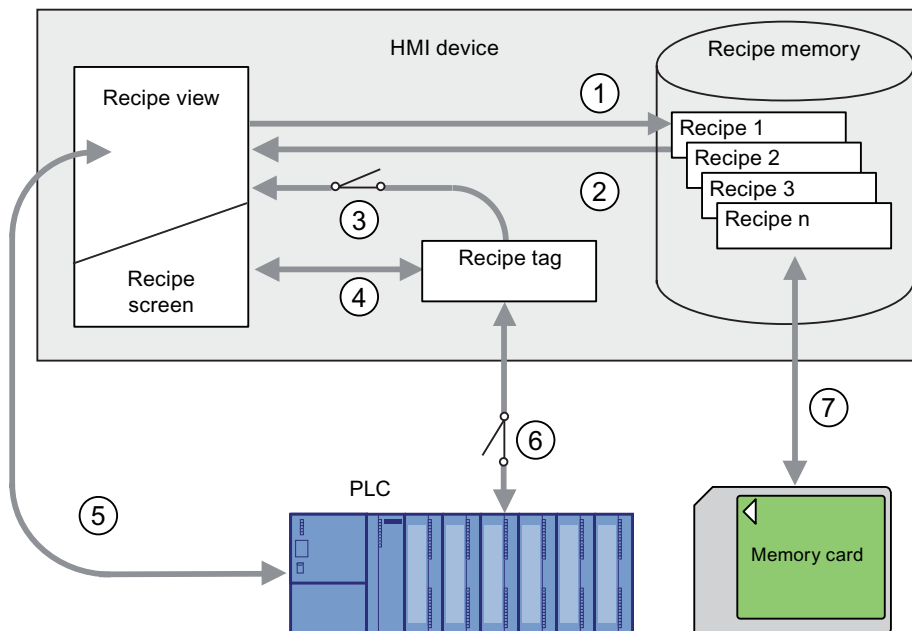 HMI device
Recipe memory
Recipe view
1
Recipe 1
Recipe 2
2
Recipe 3
3
Recipe n
Recipe tag
Recipe
screen
4
7
6
PLC
5
Memory card